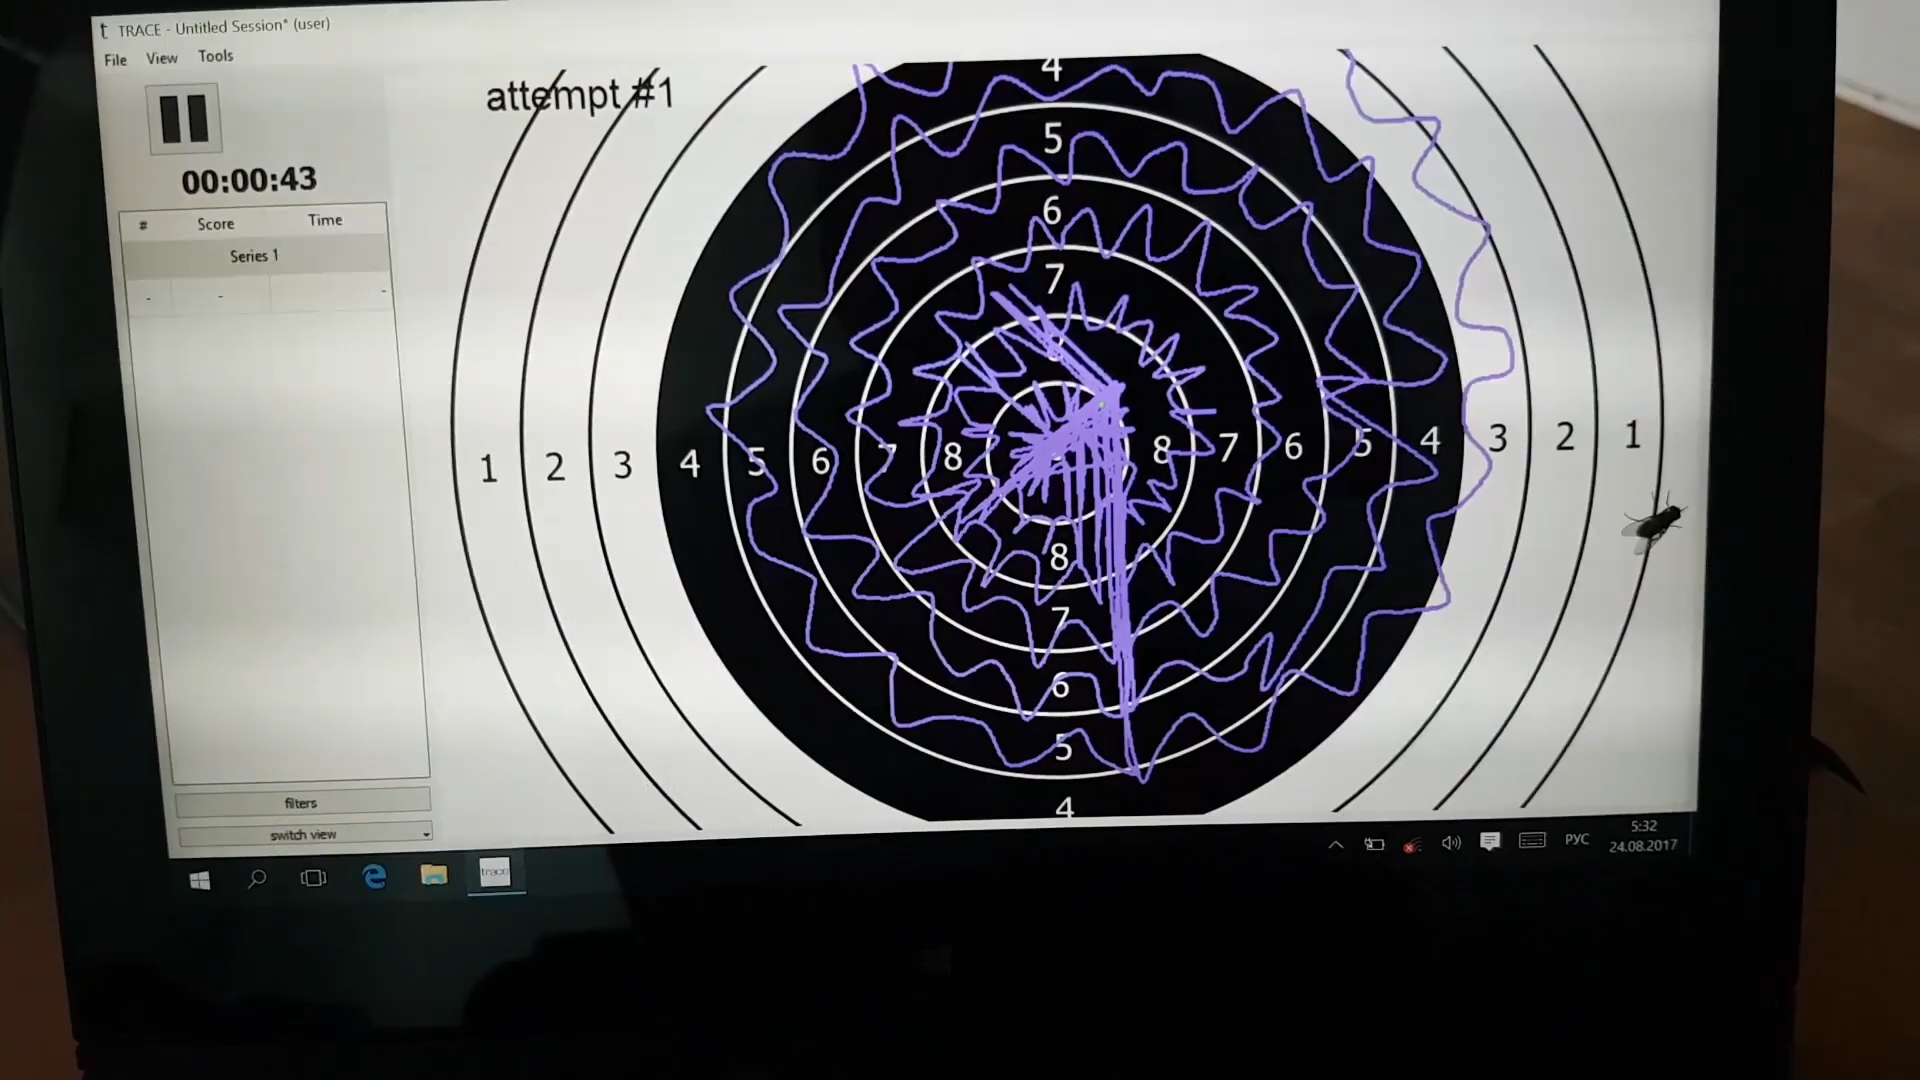 t TRACE - Untitled Session* (user)
File View Tools
attempt #1
00:00:43
# Score Time
Series 1
- - -
4
5
6
7
1 2 3 4 5 6 7 8 8 7 6 5 4 3 2 1
8
7
6
5
4
filters
switch view
trace
РУС
5:32
24.08.2017